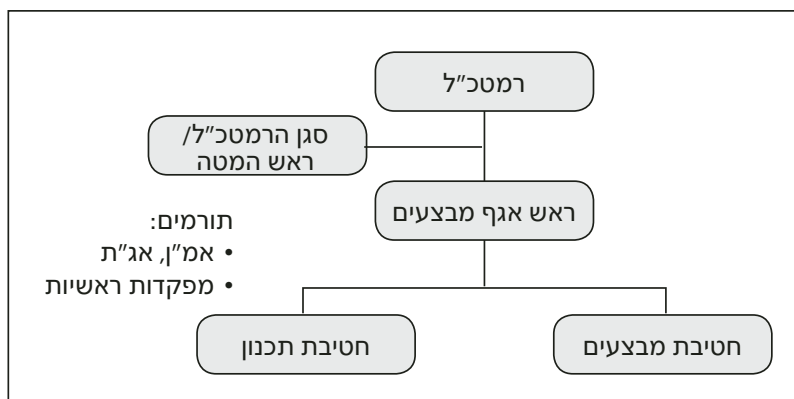 רמטכ״ל
סגן הרמטכ״ל/
ראש המטה
ראש אגף מבצעים
תורמים:
• אמ״ן, אג״ת
• מפקדות ראשיות
חטיבת מבצעים
חטיבת תכנון